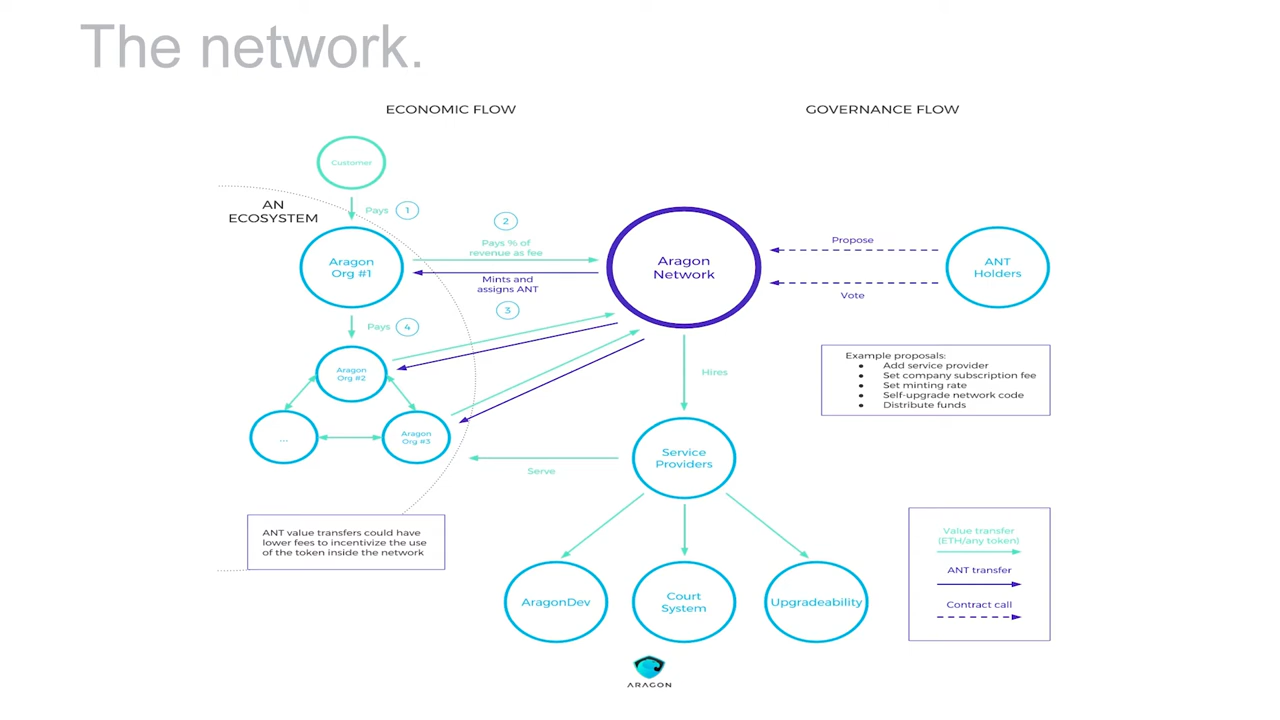 The network.
ECONOMIC FLOW
GOVERNANCE FLOW
Customer
AN
ECOSYSTEM
Pays
1
2
Pays % of
revenue as fee
Aragon
Org #1
Mints and
assigns ANT
3
Aragon
Network
Propose
Vote
ANT
Holders
Pays
4
Aragon
Org #2
...
Aragon
Org #3
Hires
Example proposals:
● Add service provider
● Set company subscription fee
● Set minting rate
● Self-upgrade network code
● Distribute funds
Service
Providers
Serve
ANT value transfers could have
lower fees to incentivize the use
of the token inside the network
Value transfer
(ETH/any token)
ANT transfer
Contract call
AragonDev
Court
System
Upgradeability
ARAGON